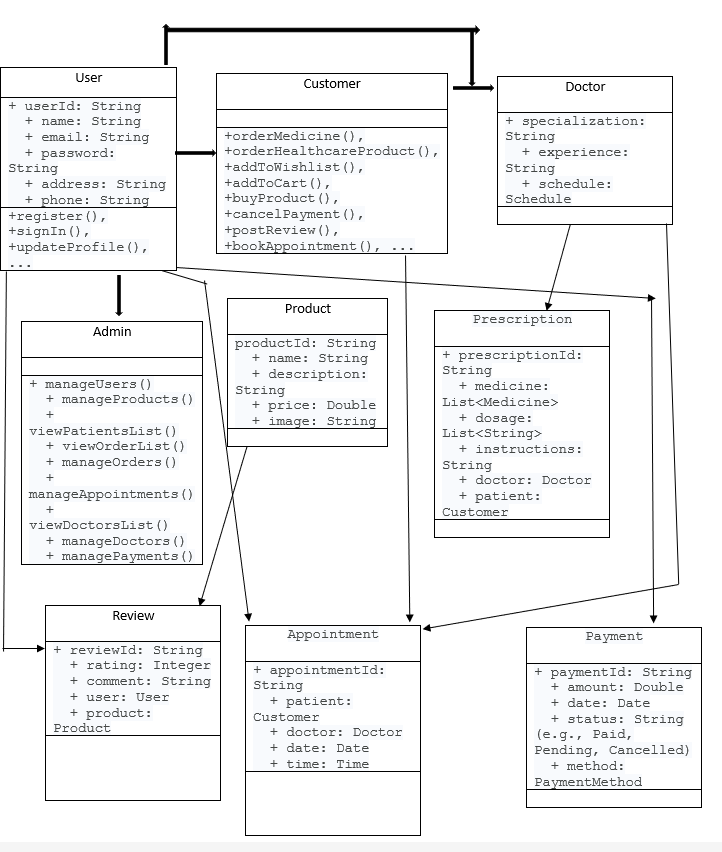 User
+ userId: String
+ name: String
+ email: String
+ password:
String
+ address: String
+ phone: String
+register(),
+signIn(),
+updateProfile(),
...
Customer
+orderMedicine(),
+orderHealthcareProduct(),
+addToWishlist(),
+addToCart(),
+buyProduct(),
+cancelPayment(),
+postReview(),
+bookAppointment(), ...
Doctor
+ specialization:
String
+ experience:
String
+ schedule:
Schedule
Admin
+ manageUsers()
+ manageProducts()
+
viewPatientsList()
+ viewOrderList()
+ manageOrders()
+
manageAppointments()
+
viewDoctorsList()
+ manageDoctors()
+ managePayments()
Product
productId: String
+ name: String
+ description:
String
+ price: Double
+ image: String
Prescription
+ prescriptionId:
String
+ medicine:
List<Medicine>
+ dosage:
List<String>
+ instructions:
String
+ doctor: Doctor
+ patient:
Customer
Review
+ reviewId: String
+ rating: Integer
+ comment: String
+ user: User
+ product:
Product
Appointment
+ appointmentId:
String
+ patient:
Customer
+ doctor: Doctor
+ date: Date
+ time: Time
Payment
+ paymentId: String
+ amount: Double
+ date: Date
+ status: String
(e.g., Paid,
Pending, Cancelled)
+ method:
PaymentMethod